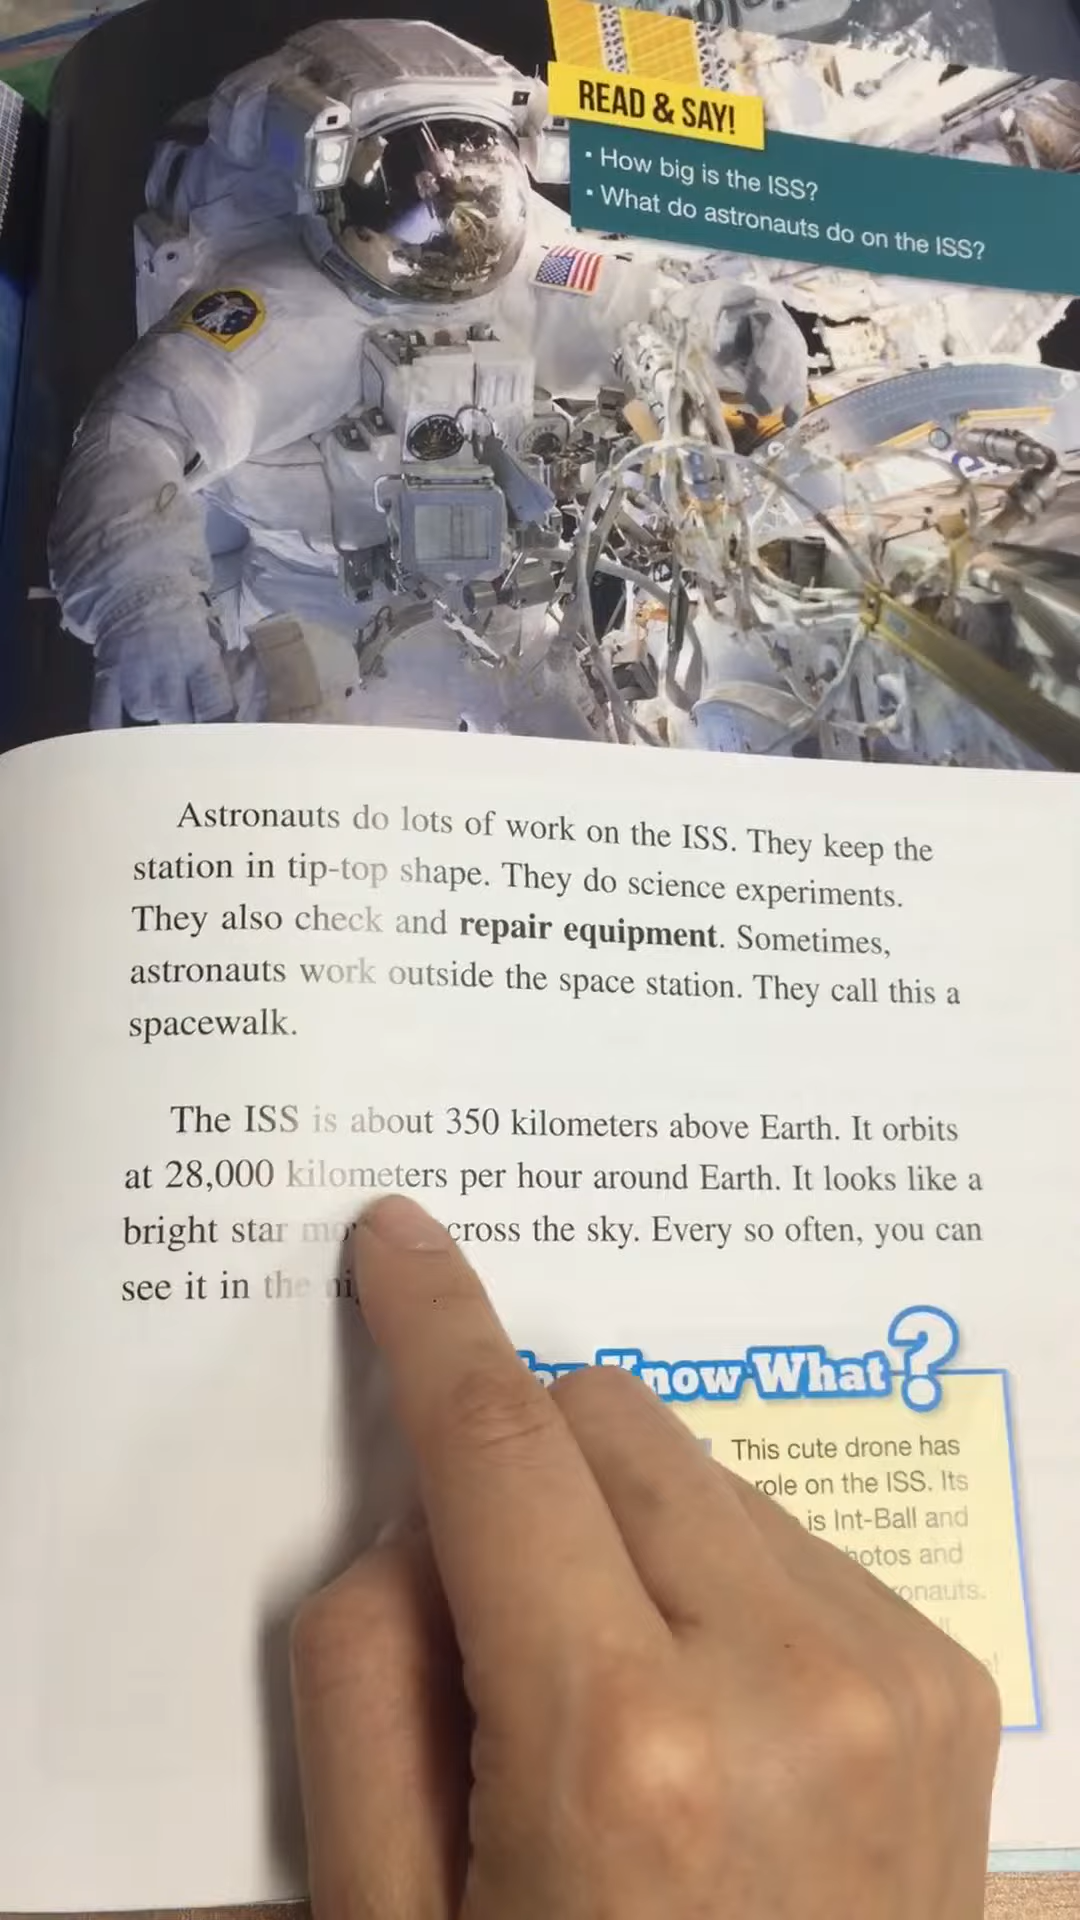 READ & SAY!
• How big is the ISS?
• What do astronauts do on the ISS?
Astronauts do lots of work on the ISS. They keep the
station in tip-top shape. They do science experiments.
They also check and repair equipment. Sometimes,
astronauts work outside the space station. They call this a
spacewalk.
The ISS is about 350 kilometers above Earth. It orbits
at 28,000 kilometers per hour around Earth. It looks like a
bright star across the sky. Every so often, you can
see it in the
Know What?
This cute drone has
role on the ISS. Its
is Int-Ball and
photos and